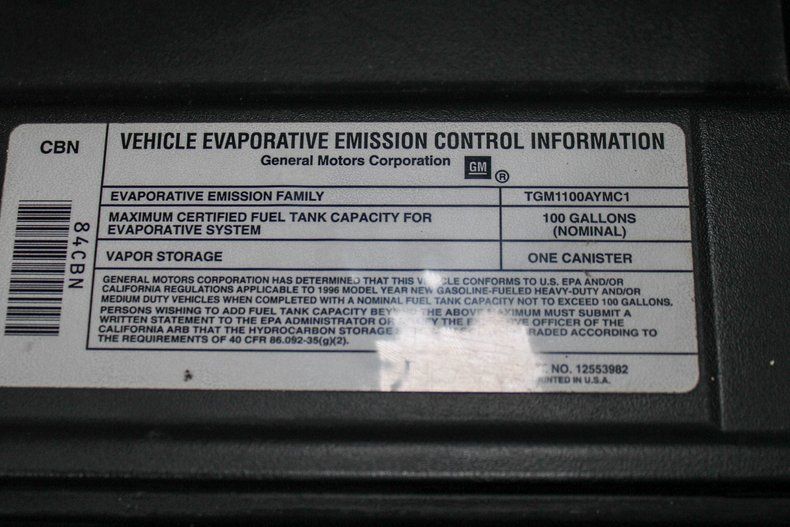 CBN
84CBN
VEHICLE EVAPORATIVE EMISSION CONTROL INFORMATION
General Motors Corporation GM ®
EVAPORATIVE EMISSION FAMILY TGM1100AYMC1
MAXIMUM CERTIFIED FUEL TANK CAPACITY FOR
EVAPORATIVE SYSTEM
100 GALLONS
(NOMINAL)
VAPOR STORAGE ONE CANISTER
GENERAL MOTORS CORPORATION HAS DETERMINED THAT THIS VEHICLE CONFORMS TO U.S. EPA AND/OR
CALIFORNIA REGULATIONS APPLICABLE TO 1996 MODEL YEAR NEW GASOLINE-FUELED HEAVY-DUTY AND/OR
MEDIUM DUTY VEHICLES WHEN COMPLETED WITH A NOMINAL FUEL TANK CAPACITY NOT TO EXCEED 100 GALLONS.
PERSONS WISHING TO ADD FUEL TANK CAPACITY BEYOND THE ABOVE MAXIMUM MUST SUBMIT A
WRITTEN STATEMENT TO THE EPA ADMINISTRATOR THE EXECUTIVE OFFICER OF THE
CALIFORNIA ARB THAT THE HYDROCARBON STORAGE ACCORDING TO
THE REQUIREMENTS OF 40 CFR 86.092-35(g)(2).
NO. 12553982
PRINTED IN U.S.A.